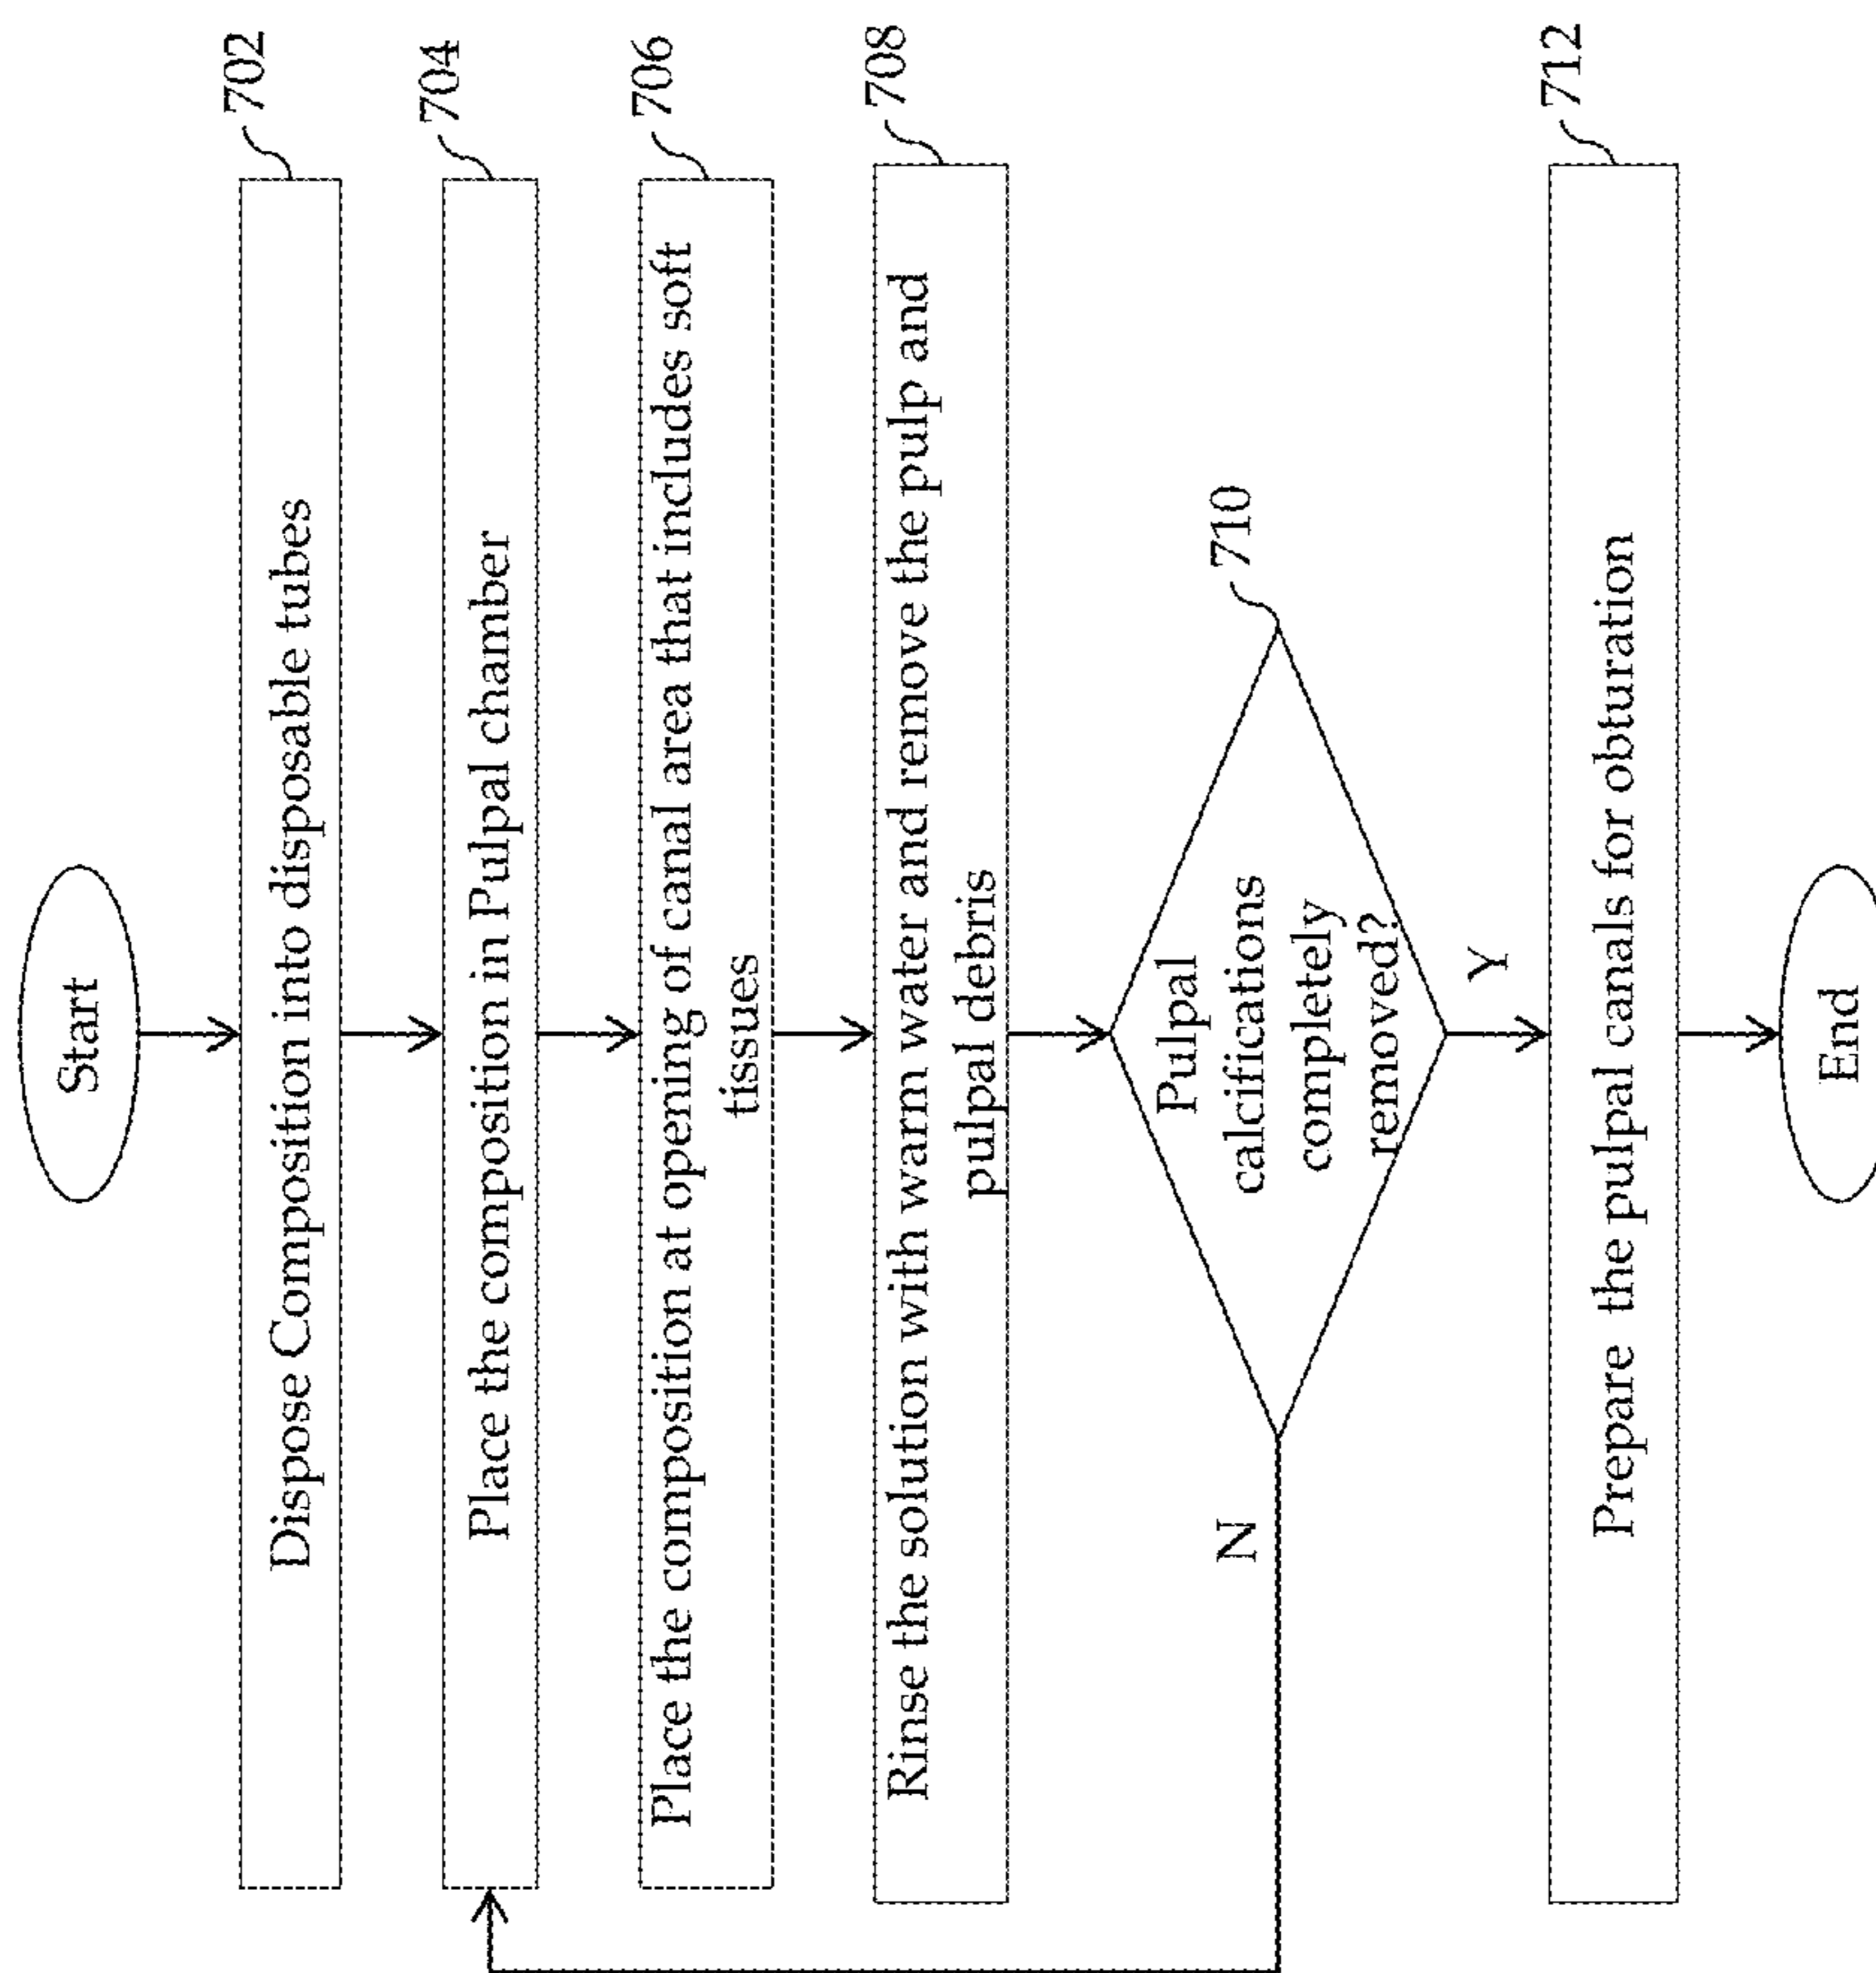 Start
702
Dispose Composition into disposable tubes
704
Place the composition in Pulpal chamber
706
Place the composition at opening of canal area that includes soft
tissues
708
Rinse the solution with warm water and remove the pulp and
pulpal debris
710
Pulpal
calcifications
completely
removed?
N
Y
712
Prepare the pulpal canals for obturation
End